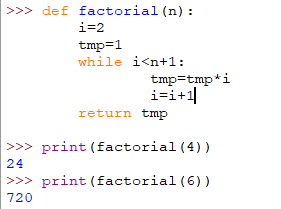 >>> def factorial(n):
        i=2
        tmp=1
        while i<n+1:
                tmp=tmp*i
                i=i+1
        return tmp
>>> print(factorial(4))
24
>>> print(factorial(6))
720